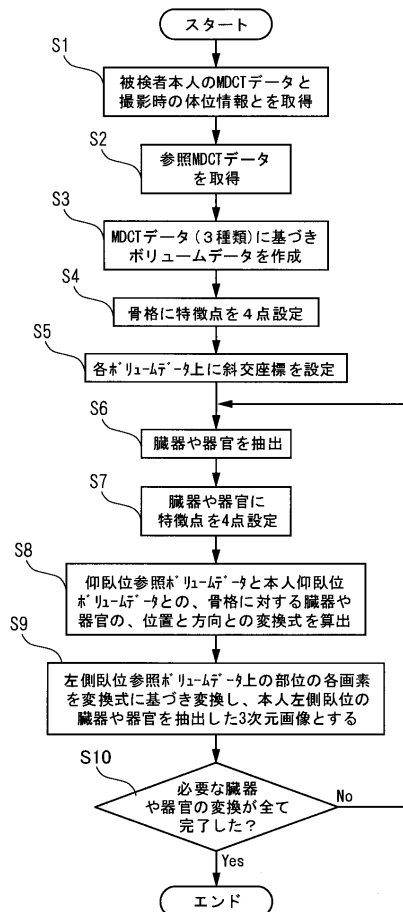 スタート
S1
被検者本人のMDCTデータと
撮影時の体位情報とを取得
S2
参照MDCTデータ
を取得
S3
MDCTデータ(3種類)に基づき
ボリュームデータを作成
S4
骨格に特徴点を4点設定
S5
各ﾎﾞﾘｭｰﾑﾃﾞｰﾀ上に斜交座標を設定
S6
臓器や器官を抽出
S7
臓器や器官に
特徴点を4点設定
S8
仰臥位参照ﾎﾞﾘｭｰﾑﾃﾞｰﾀと本人仰臥位
ﾎﾞﾘｭｰﾑﾃﾞｰﾀとの、骨格に対する臓器や
器官の、位置と方向との変換式を算出
S9
左側臥位参照ﾎﾞﾘｭｰﾑﾃﾞｰﾀ上の部位の各画素
を変換式に基づき変換し、本人左側臥位の
臓器や器官を抽出した3次元画像とする
S10
必要な臓器
や器官の変換が全て
完了した?
No
Yes
エンド